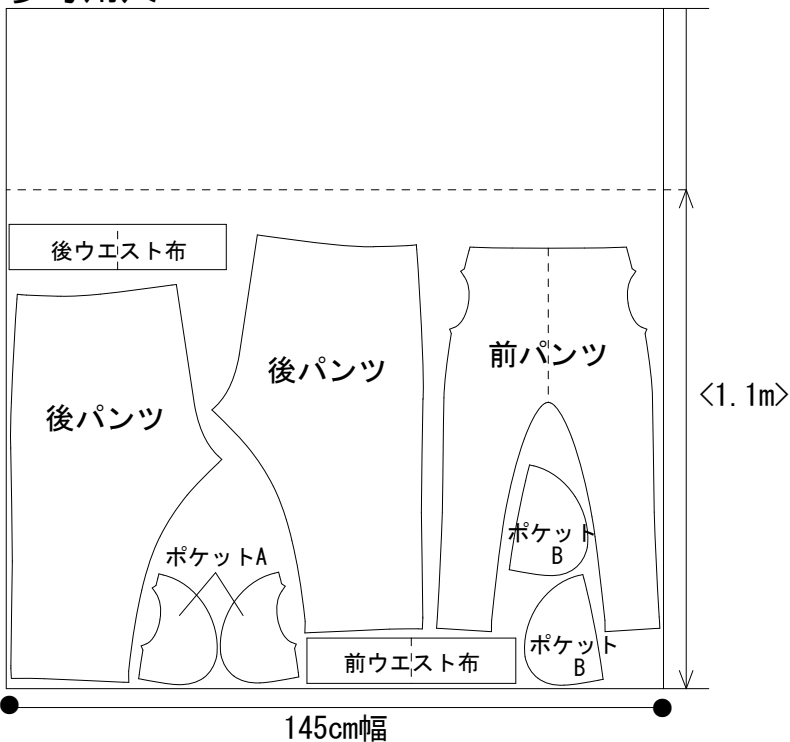 後ウエスト布
後パンツ
後パンツ
前パンツ
<1.1m>
ポケットA
ポケット
B
ポケット
B
前ウエスト布
145cm幅